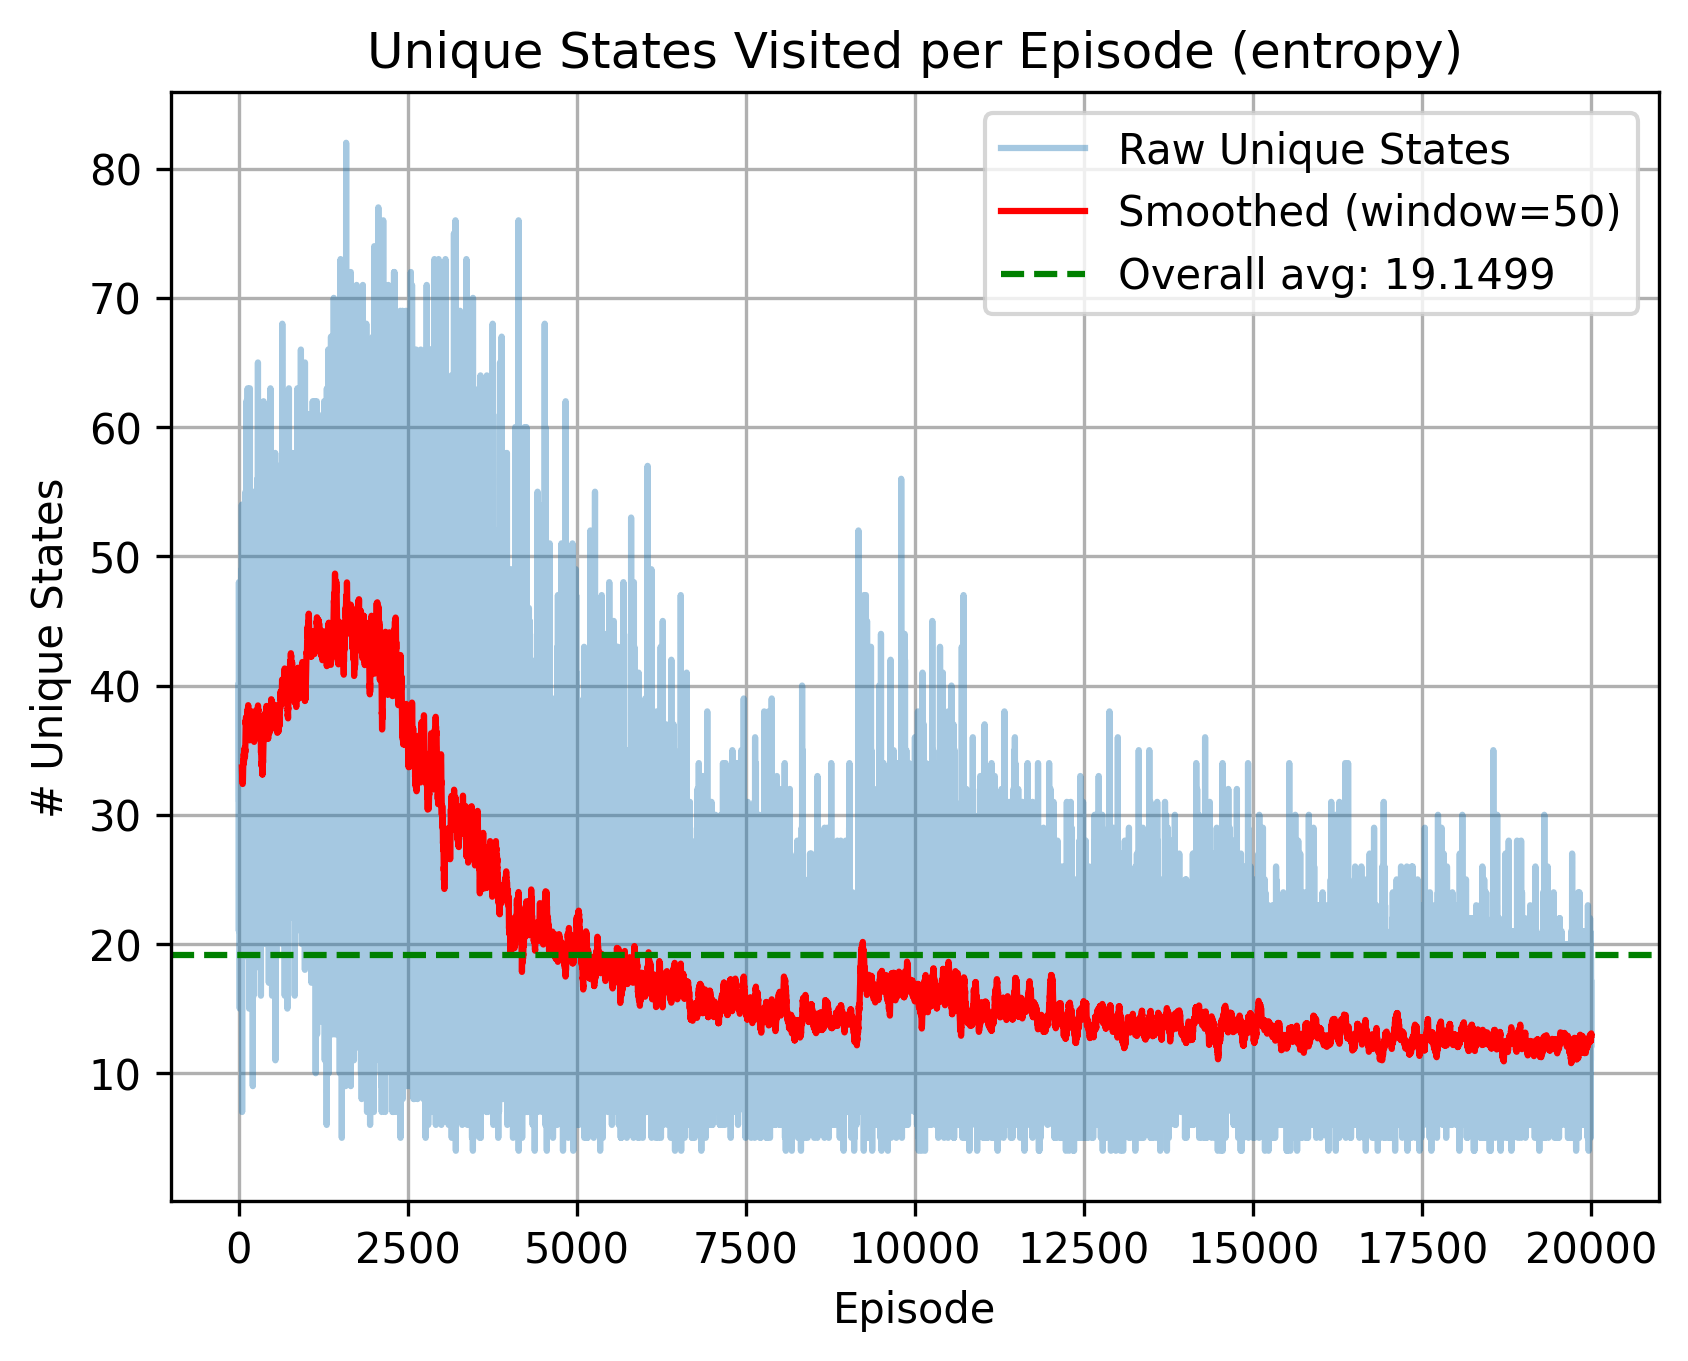 Unique States Visited per Episode (entropy)
Raw Unique States
Smoothed (window=50)
Overall avg: 19.1499
# Unique States
80
70
60
50
40
30
20
10
0 2500 5000 7500 10000 12500 15000 17500 20000
Episode